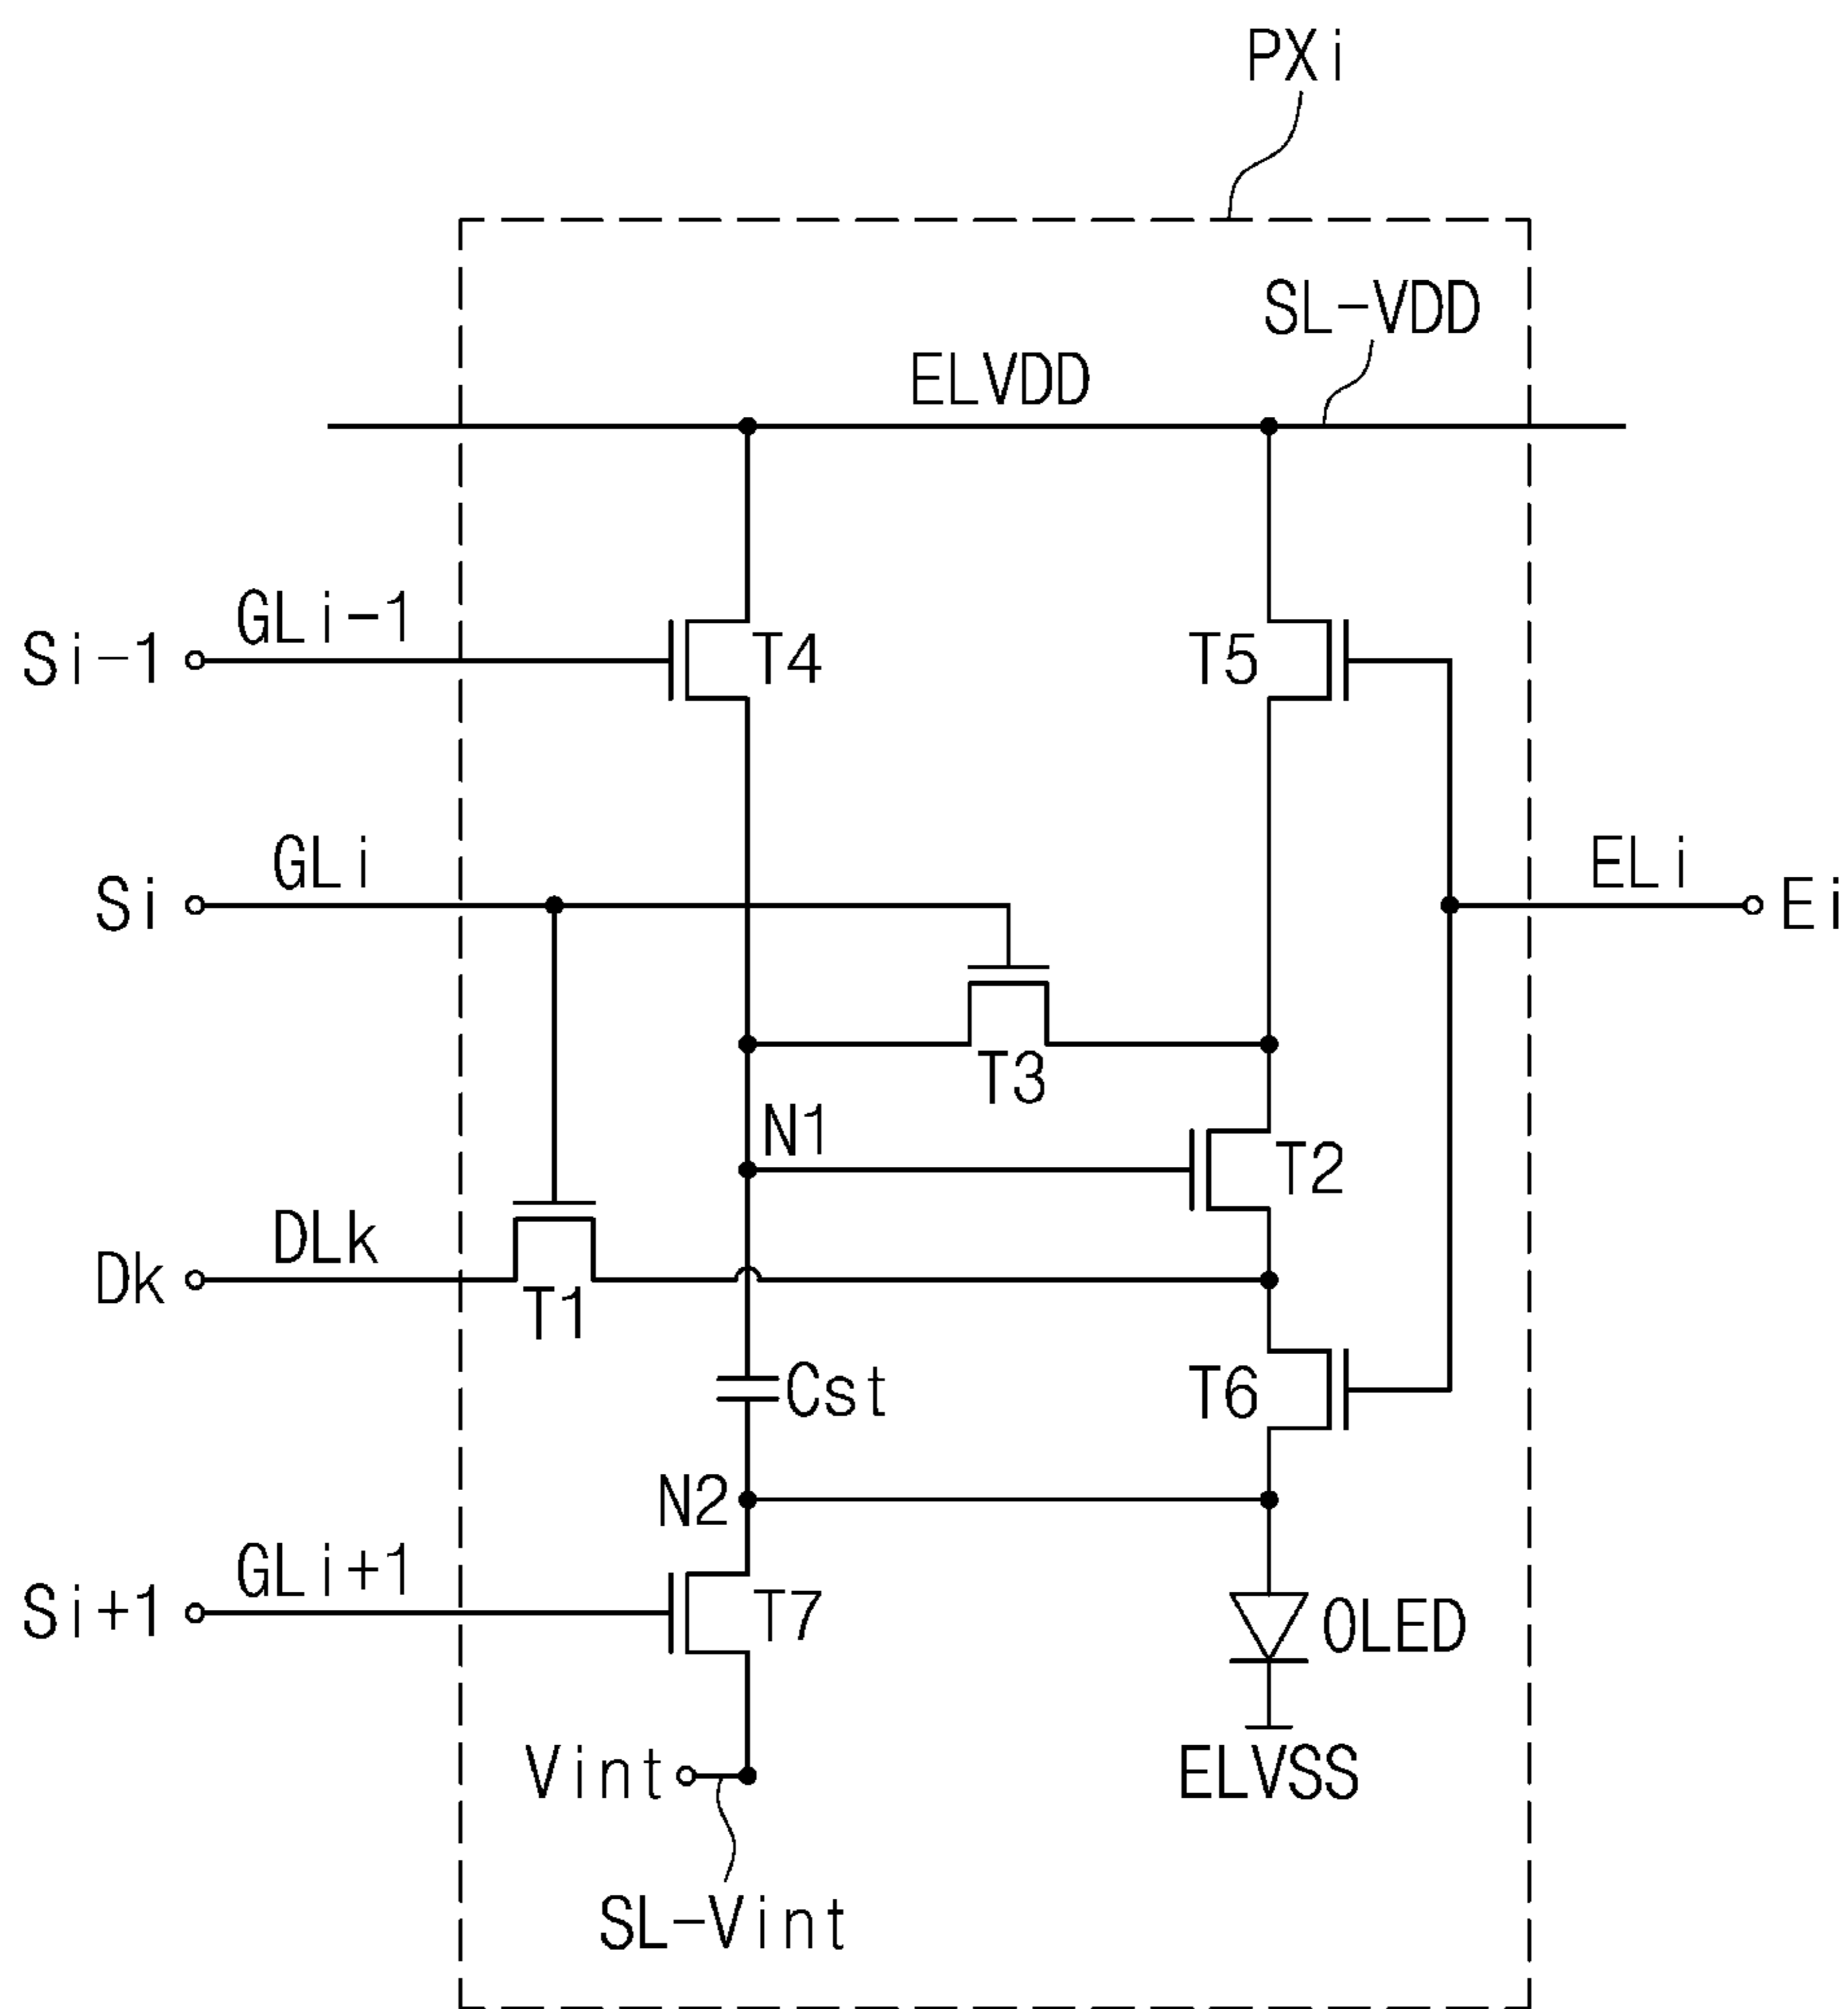 PXi
SL-VDD
ELVDD
GLi-1
Si-1
T4
T5
GLi
Si
ELi
Ei
T3
N1
T2
DLk
Dk
T1
Cst
T6
N2
GLi+1
Si+1
T7
OLED
Vint
ELVSS
SL-Vint